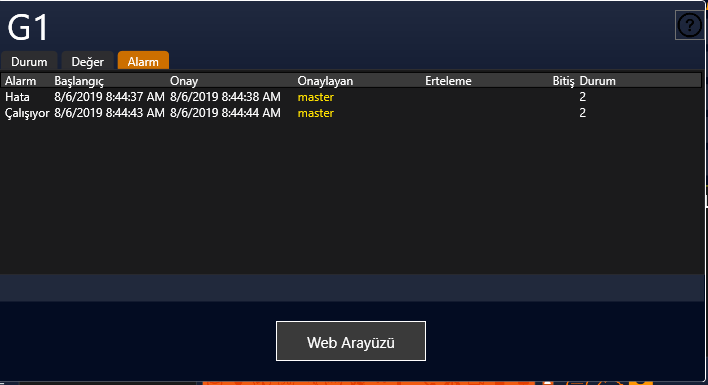 G1
?
Durum Değer Alarm
Alarm Başlangıç Onay Onaylayan Erteleme Bitiş Durum
Hata 8/6/2019 8:44:37 AM 8/6/2019 8:44:38 AM master 2
Çalışıyor 8/6/2019 8:44:43 AM 8/6/2019 8:44:44 AM master 2
Web Arayüzü